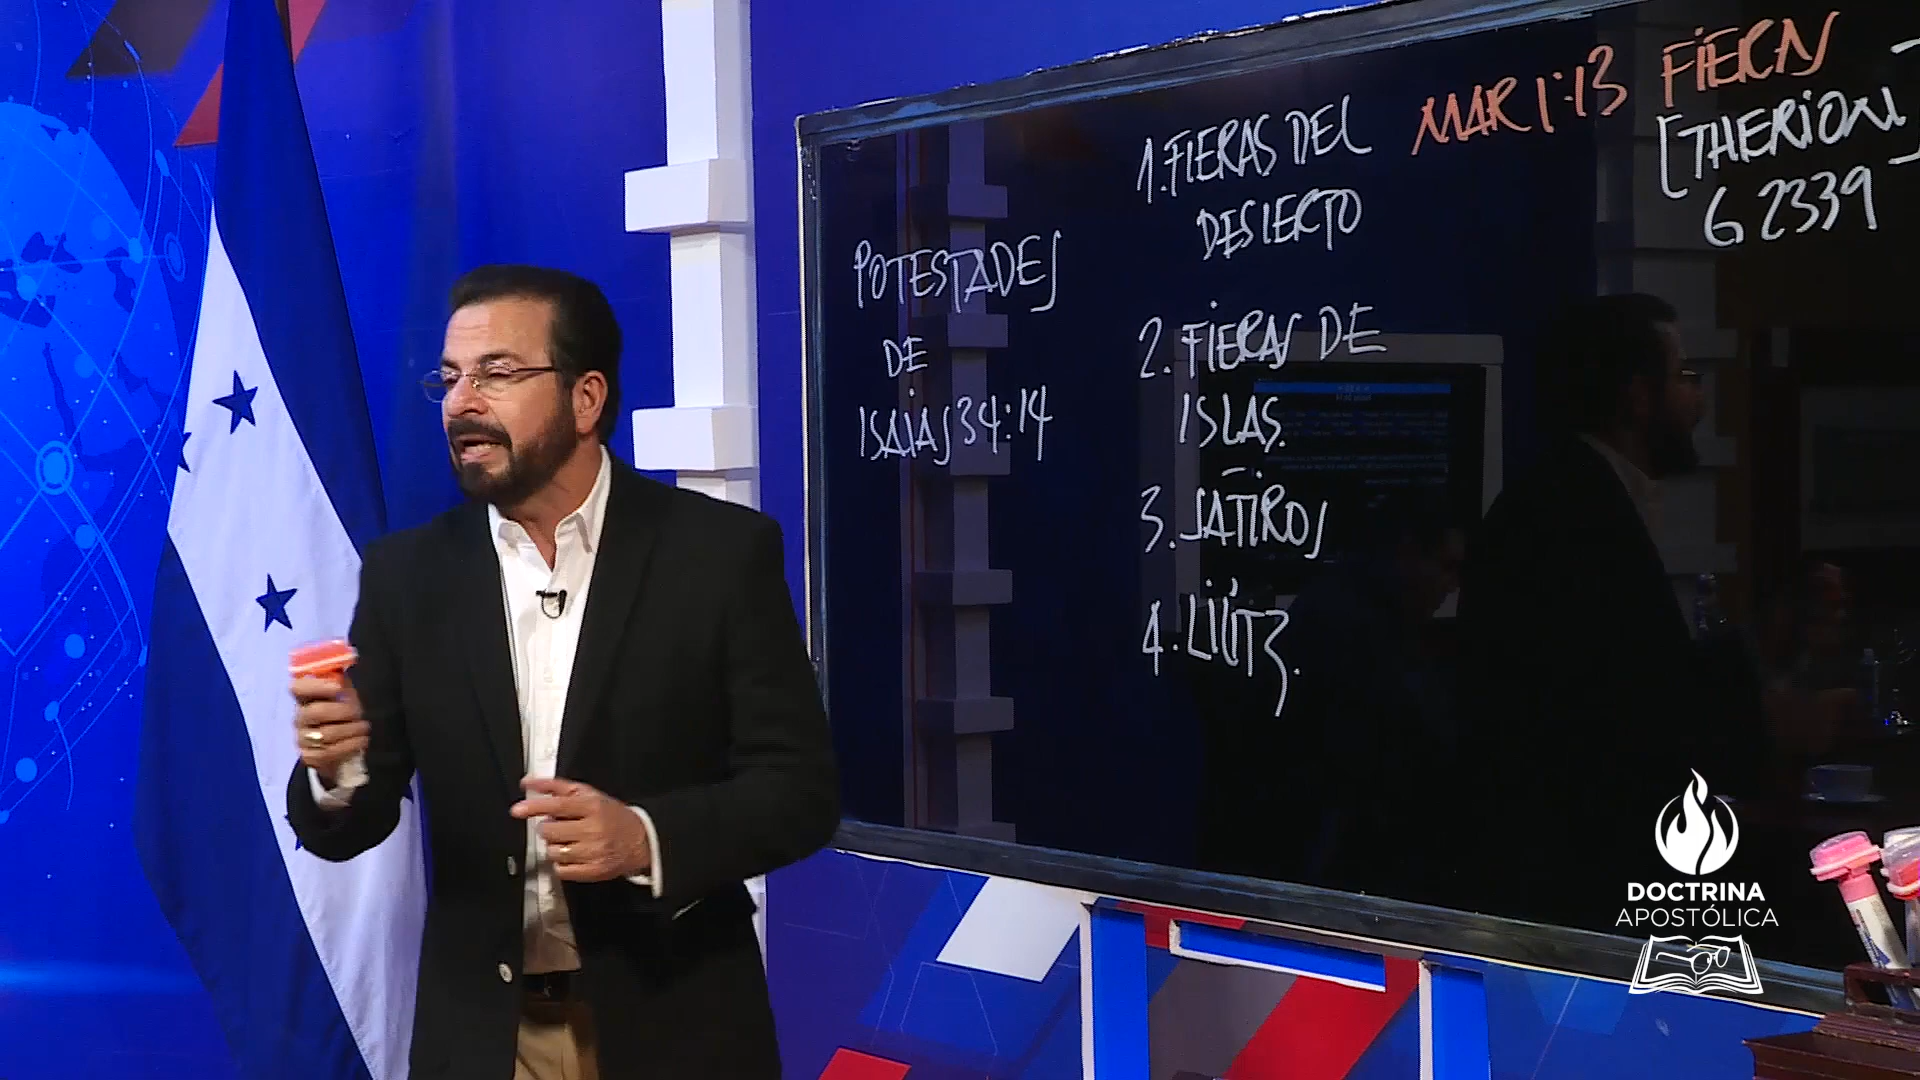 POTESTADES
DE
ISAIAS 34:14
1. FIERAS DEL
DESIERTO
2. FIERAS DE
ISLAS.
3. SATIROS
4. LILITZ.
MAR 1:13 FIERAS
[THERION]
G 2339
DOCTRINA
APOSTÓLICA